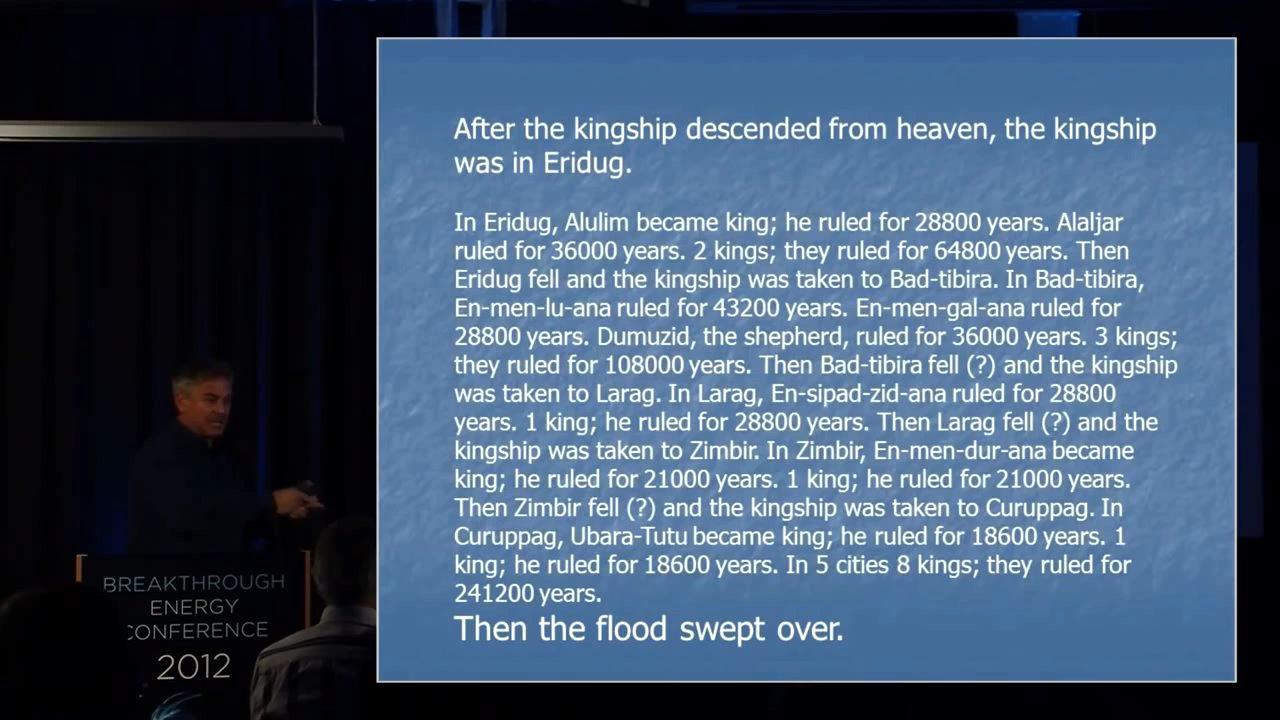 After the kingship descended from heaven, the kingship
was in Eridug.
In Eridug, Alulim became king; he ruled for 28800 years. Alaljar
ruled for 36000 years. 2 kings; they ruled for 64800 years. Then
Eridug fell and the kingship was taken to Bad-tibira. In Bad-tibira,
En-men-lu-ana ruled for 43200 years. En-men-gal-ana ruled for
28800 years. Dumuzid, the shepherd, ruled for 36000 years. 3 kings;
they ruled for 108000 years. Then Bad-tibira fell (?) and the kingship
was taken to Larag. In Larag, En-sipad-zid-ana ruled for 28800
years. 1 king; he ruled for 28800 years. Then Larag fell (?) and the
kingship was taken to Zimbir. In Zimbir, En-men-dur-ana became
king; he ruled for 21000 years. 1 king; he ruled for 21000 years.
Then Zimbir fell (?) and the kingship was taken to Curuppag. In
Curuppag, Ubara-Tutu became king; he ruled for 18600 years. 1
king; he ruled for 18600 years. In 5 cities 8 kings; they ruled for
241200 years.
Then the flood swept over.
BREAKTHROUGH
ENERGY
CONFERENCE
2012